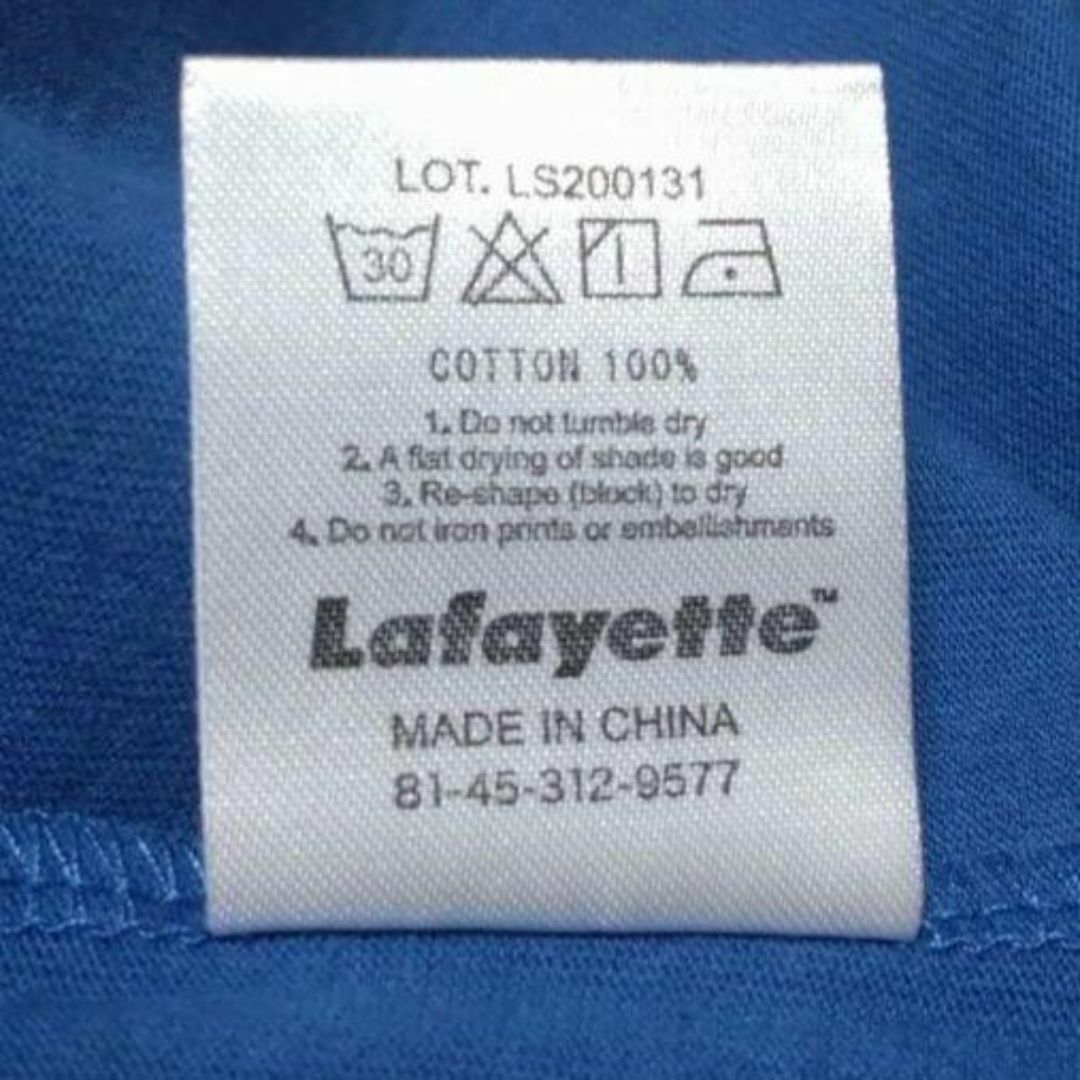 LOT. LS200131
30
COTTON 100%
1. Do not tumble dry
2. A flat drying of shade is good
3. Re-shape (block) to dry
4. Do not iron prints or embellishments
Lafayette™
MADE IN CHINA
81-45-312-9577